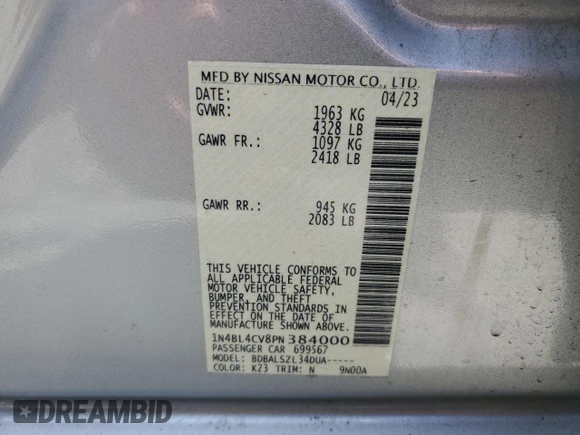 MFD BY NISSAN MOTOR CO., LTD.
DATE: 04/23
GVWR: 1963 KG
4328 LB
GAWR FR.: 1097 KG
2418 LB
GAWR RR.: 945 KG
2083 LB
THIS VEHICLE CONFORMS TO
ALL APPLICABLE FEDERAL
MOTOR VEHICLE SAFETY,
BUMPER, AND THEFT
PREVENTION STANDARDS IN
EFFECT ON THE DATE OF
MANUFACTURE SHOWN ABOVE.
1N4BL4CV8PN384000
PASSENGER CAR 699567
MODEL: BDBALSZL34DUA-----
COLOR: K23 TRIM: N 9N00A
DREAMBID